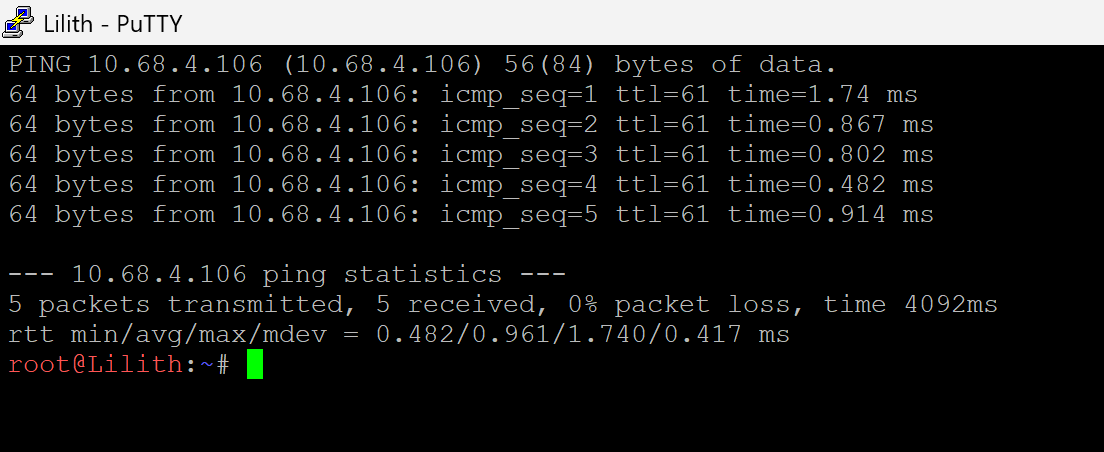 Lilith - PuTTY
PING 10.68.4.106 (10.68.4.106) 56(84) bytes of data.
64 bytes from 10.68.4.106: icmp_seq=1 ttl=61 time=1.74 ms
64 bytes from 10.68.4.106: icmp_seq=2 ttl=61 time=0.867 ms
64 bytes from 10.68.4.106: icmp_seq=3 ttl=61 time=0.802 ms
64 bytes from 10.68.4.106: icmp_seq=4 ttl=61 time=0.482 ms
64 bytes from 10.68.4.106: icmp_seq=5 ttl=61 time=0.914 ms
--- 10.68.4.106 ping statistics ---
5 packets transmitted, 5 received, 0% packet loss, time 4092ms
rtt min/avg/max/mdev = 0.482/0.961/1.740/0.417 ms
root@Lilith:~#